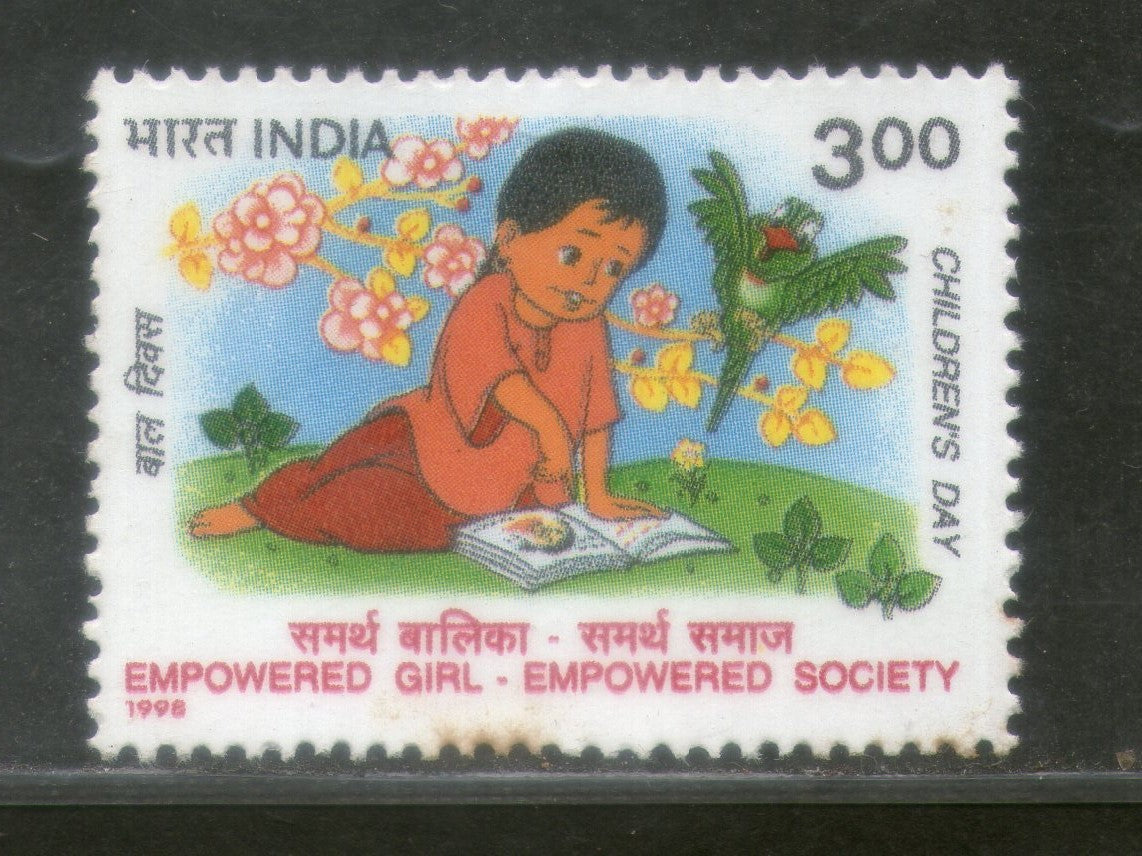 भारत INDIA
3.00
बाल दिवस
CHILDREN'S DAY
समर्थ बालिका - समर्थ समाज
EMPOWERED GIRL - EMPOWERED SOCIETY
1998